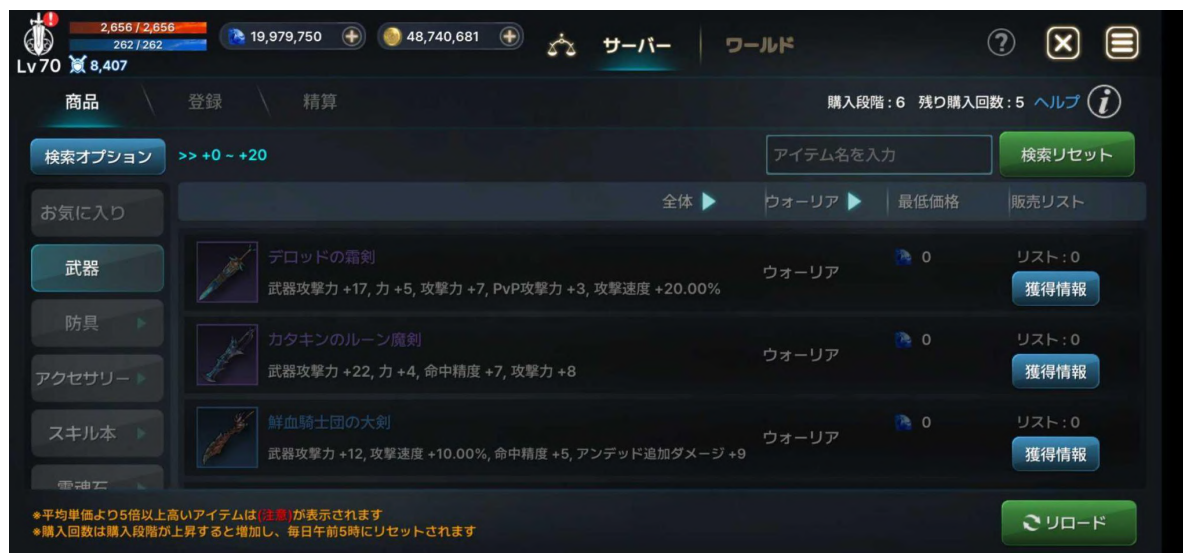 2,656 / 2,656
262 / 262
Lv 70 8,407
19,979,750
48,740,681
サーバー
ワールド
商品
登録
精算
購入段階 : 6 残り購入回数 : 5 ヘルプ
検索オプション
>> +0 ~ +20
アイテム名を入力
検索リセット
お気に入り
武器
防具
アクセサリー
スキル本
霊魂石
全体
ウォーリア
最低価格
販売リスト
デロッドの霜剣
武器攻撃力 +17, 力 +5, 攻撃力 +7, PvP攻撃力 +3, 攻撃速度 +20.00%
ウォーリア
0
リスト : 0
獲得情報
カタキンのルーン魔剣
武器攻撃力 +22, 力 +4, 命中精度 +7, 攻撃力 +8
ウォーリア
0
リスト : 0
獲得情報
鮮血騎士団の大剣
武器攻撃力 +12, 攻撃速度 +10.00%, 命中精度 +5, アンデッド追加ダメージ +9
ウォーリア
0
リスト : 0
獲得情報
※平均単価より5倍以上高いアイテムは(注意)が表示されます
※購入回数は購入段階が上昇すると増加し、毎日午前5時にリセットされます
リロード